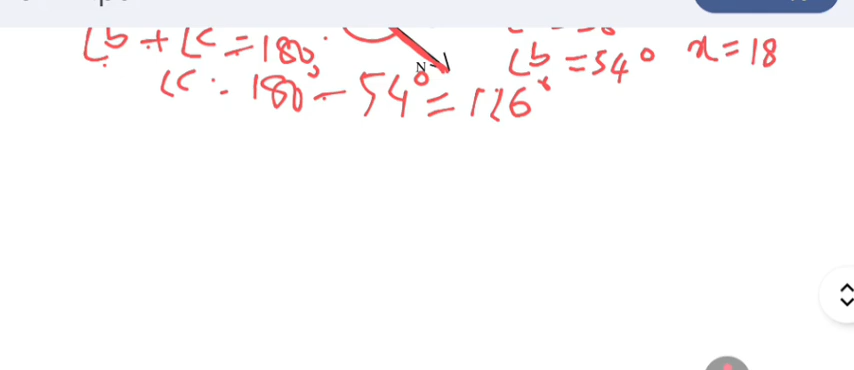 ∠b + ∠c = 180°
∠b = 54° x = 18
N
∠c = 180° - 54° = 126°